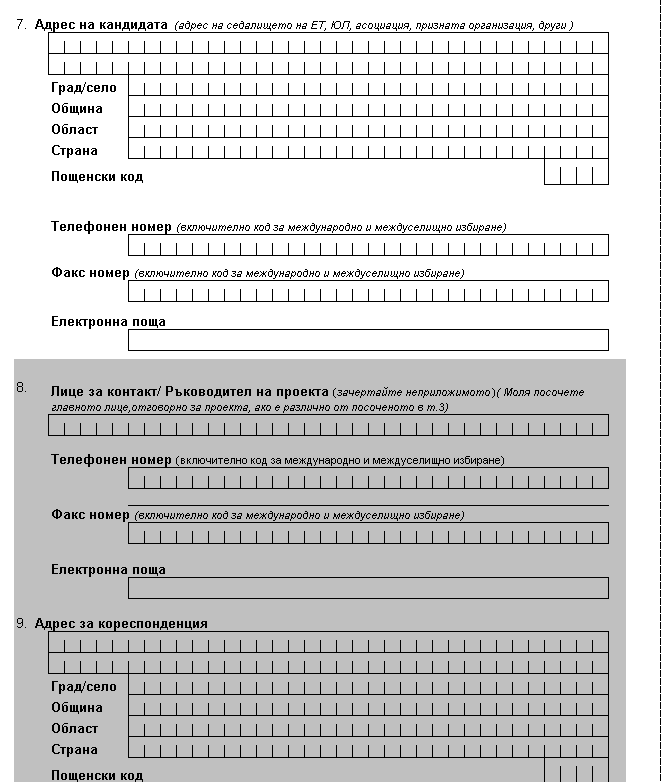 7. Адрес на кандидата (адрес на седалището на ЕТ, ЮЛ, асоциация, призната организация, други )
Град/село
Община
Област
Страна
Пощенски код
Телефонен номер (включително код за международно и междуселищно избиране)
Факс номер (включително код за международно и междуселищно избиране)
Електронна поща
8. Лице за контакт/ Ръководител на проекта (зачертайте неприложимото)( Моля посочете
главното лице,отговорно за проекта, ако е различно от посоченото в т.3)
Телефонен номер (включително код за международно и междуселищно избиране)
Факс номер (включително код за международно и междуселищно избиране)
Електронна поща
9. Адрес за кореспонденция
Град/село
Община
Област
Страна
Пощенски код